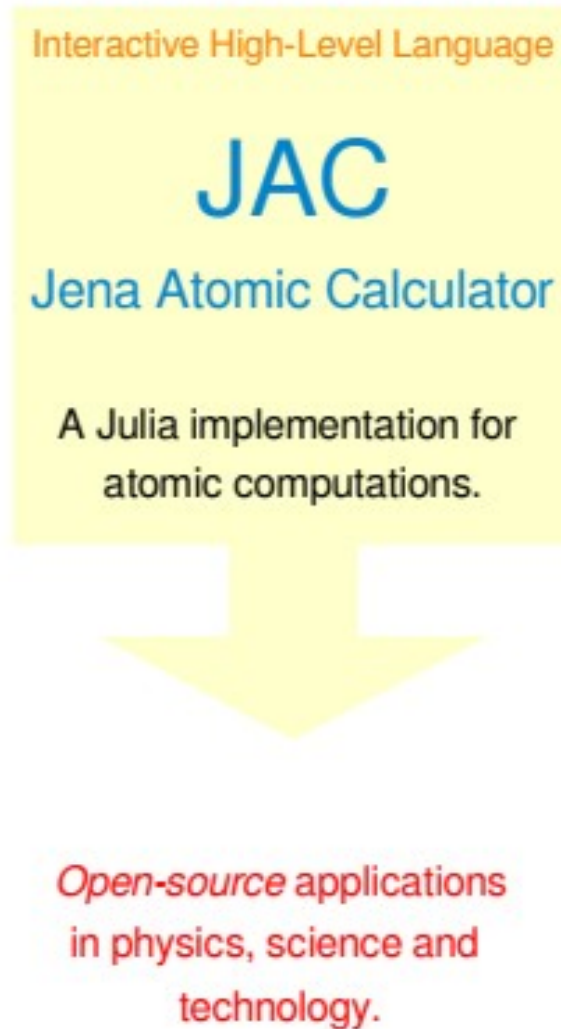 Interactive High-Level Language
JAC
Jena Atomic Calculator
A Julia implementation for
atomic computations.
Open-source applications
in physics, science and
technology.